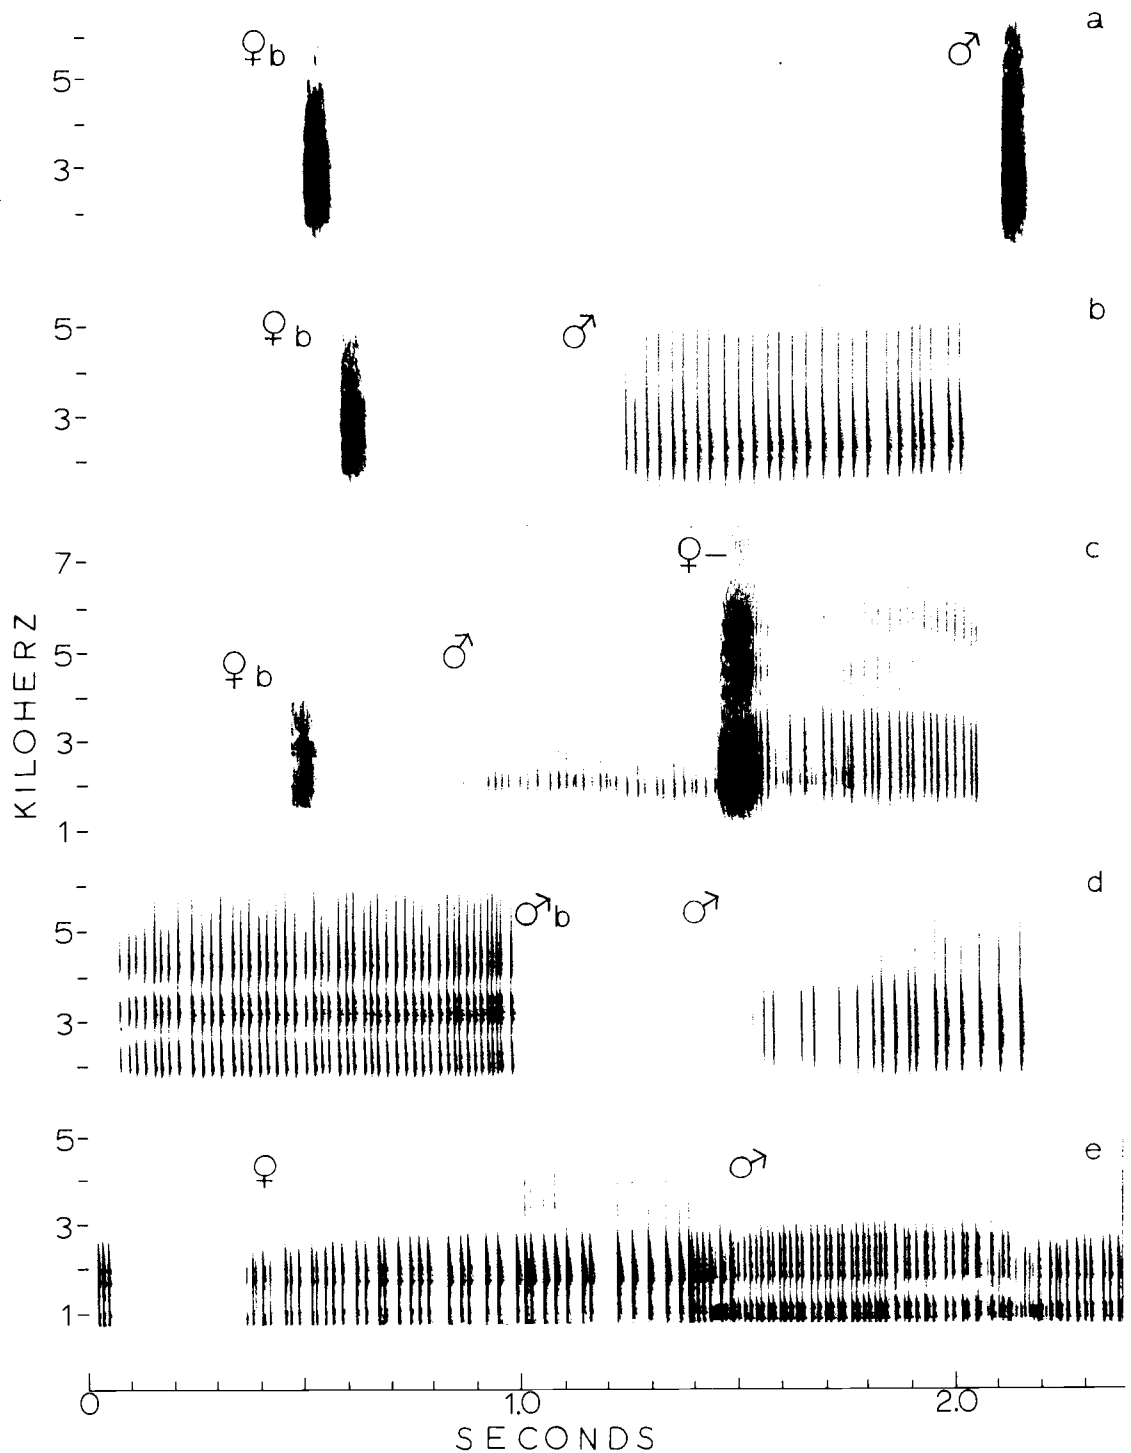 a
♀b ♂
5-
3-
b
♀b ♂
5-
3-
c
♀–
7-
♂
5-
♀b
3-
1-
KILOHERZ
d
♂b ♂
5-
3-
e
♀ ♂
5-
3-
1-
0 1.0 2.0
SECONDS